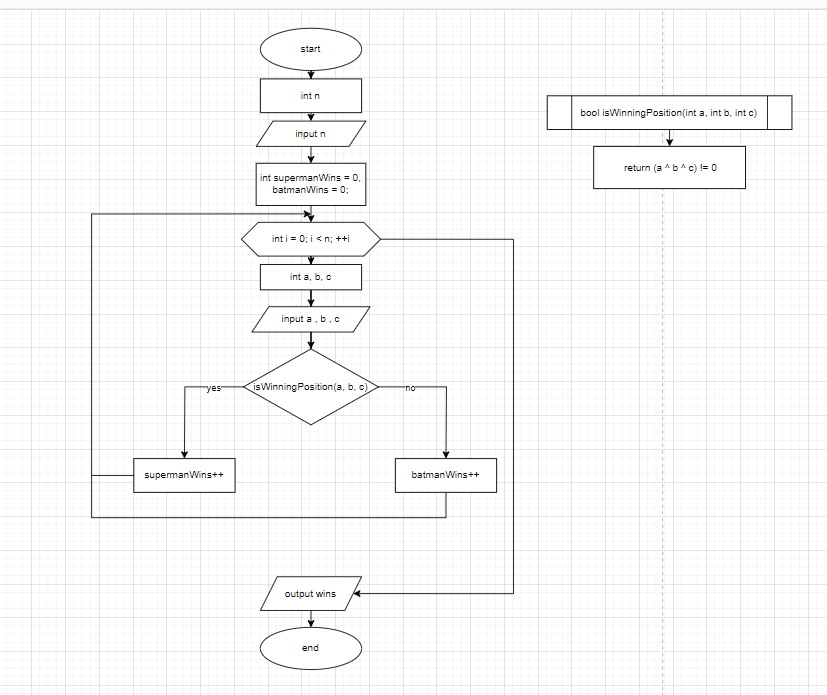 start
int n
input n
int supermanWins = 0,
batmanWins = 0;
int i = 0; i < n; ++i
int a, b, c
input a , b , c
isWinningPosition(a, b, c)
yes
no
supermanWins++
batmanWins++
output wins
end
bool isWinningPosition(int a, int b, int c)
return (a ^ b ^ c) != 0